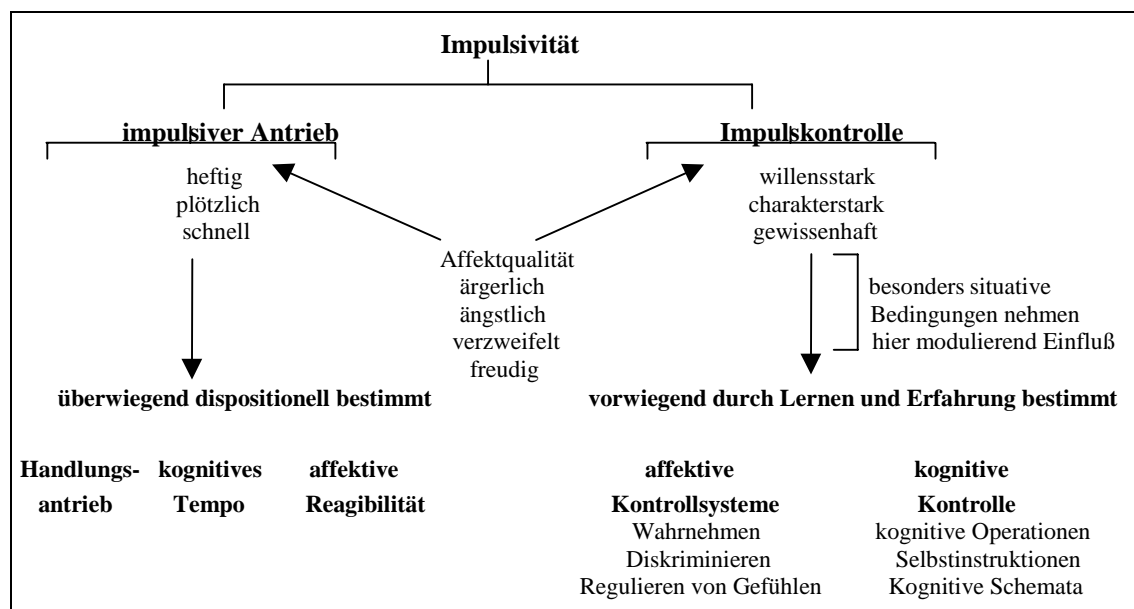 Impulsivität
impulsiver Antrieb
heftig
plötzlich
schnell
Impulskontrolle
willensstark
charakterstark
gewissenhaft
Affektqualität
ärgerlich
ängstlich
verzweifelt
freudig
besonders situative
Bedingungen nehmen
hier modulierend Einfluß
überwiegend dispositionell bestimmt
vorwiegend durch Lernen und Erfahrung bestimmt
Handlungs-
antrieb
kognitives
Tempo
affektive
Reagibilität
affektive
Kontrollsysteme
Wahrnehmen
Diskriminieren
Regulieren von Gefühlen
kognitive
Kontrolle
kognitive Operationen
Selbstinstruktionen
Kognitive Schemata